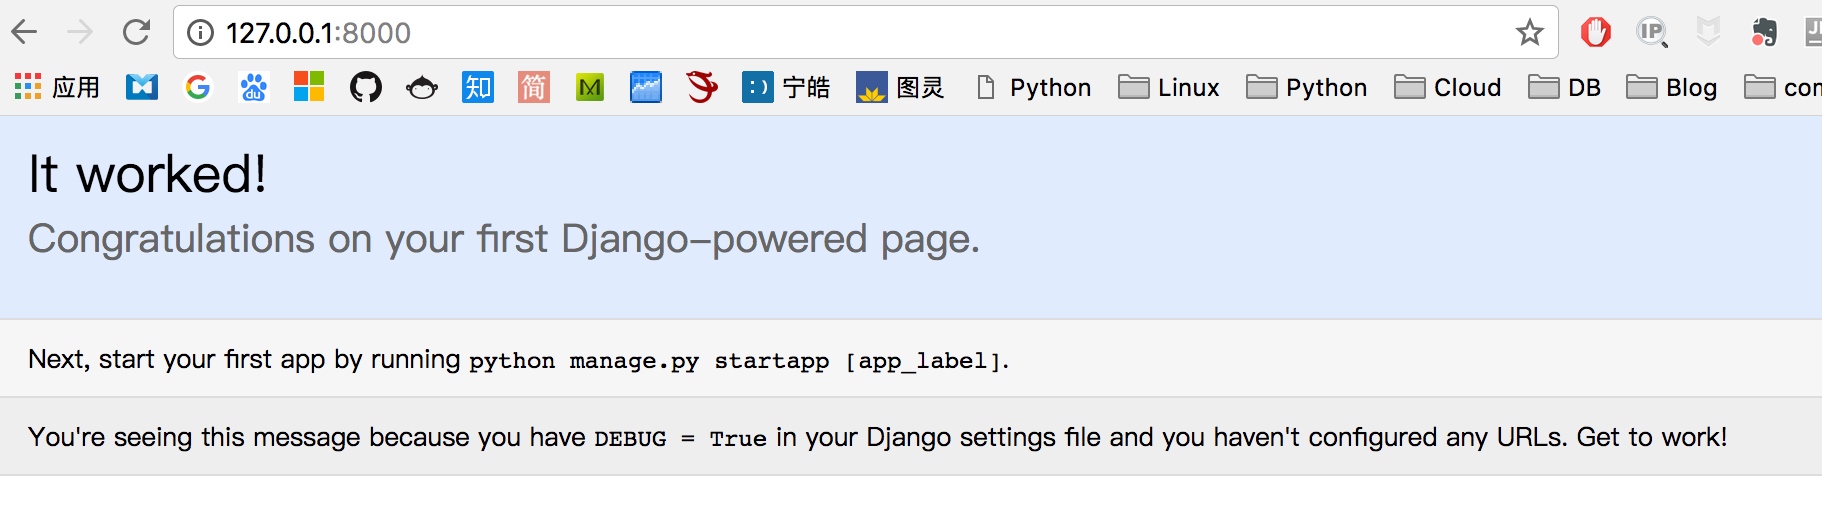 127.0.0.1:8000
IP
应用 du 知 简 M :) 宁皓 图灵 Python Linux Python Cloud DB Blog
It worked!
Congratulations on your first Django-powered page.
Next, start your first app by running python manage.py startapp [app_label].
You're seeing this message because you have DEBUG = True in your Django settings file and you haven't configured any URLs. Get to work!